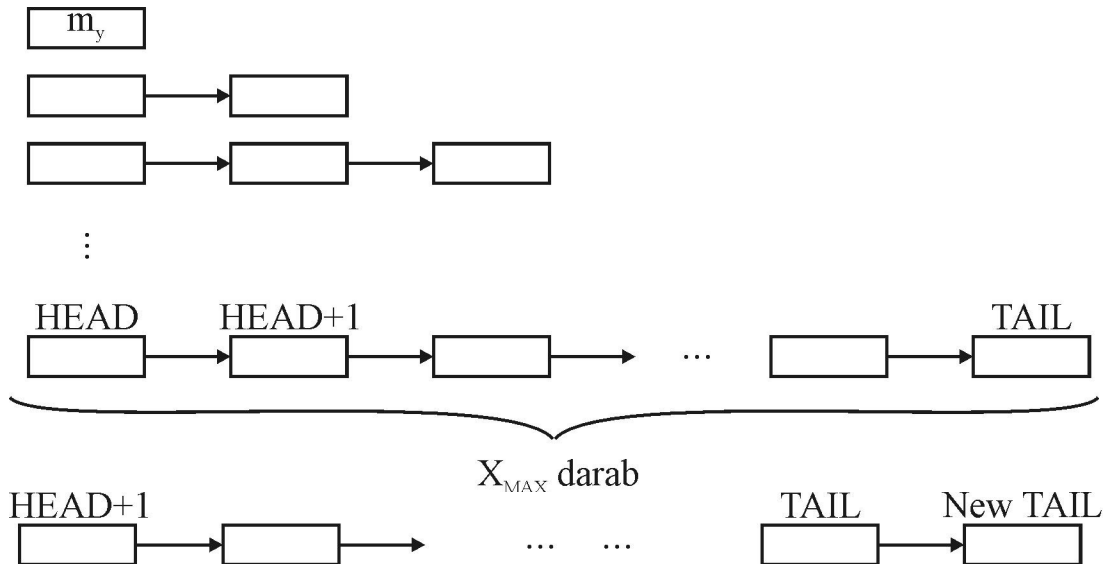 m_y
⋮
HEAD HEAD+1 TAIL
...
X_MAX darab
HEAD+1 TAIL New TAIL
... ...